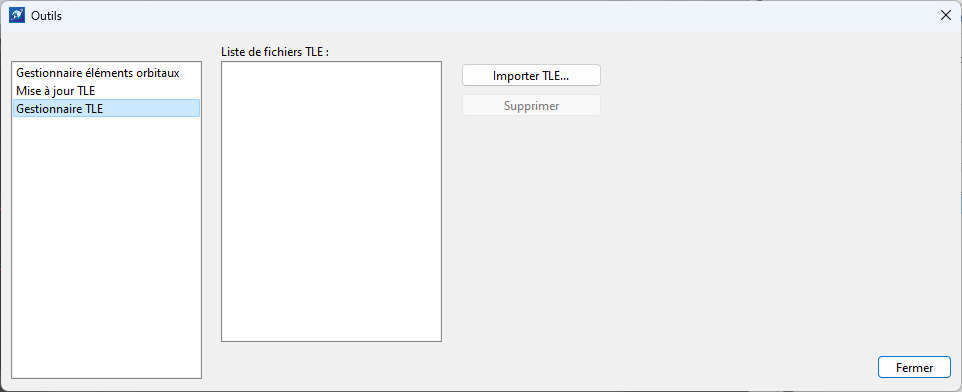 Outils
Liste de fichiers TLE :
Gestionnaire éléments orbitaux
Mise à jour TLE
Gestionnaire TLE
Importer TLE...
Supprimer
Fermer